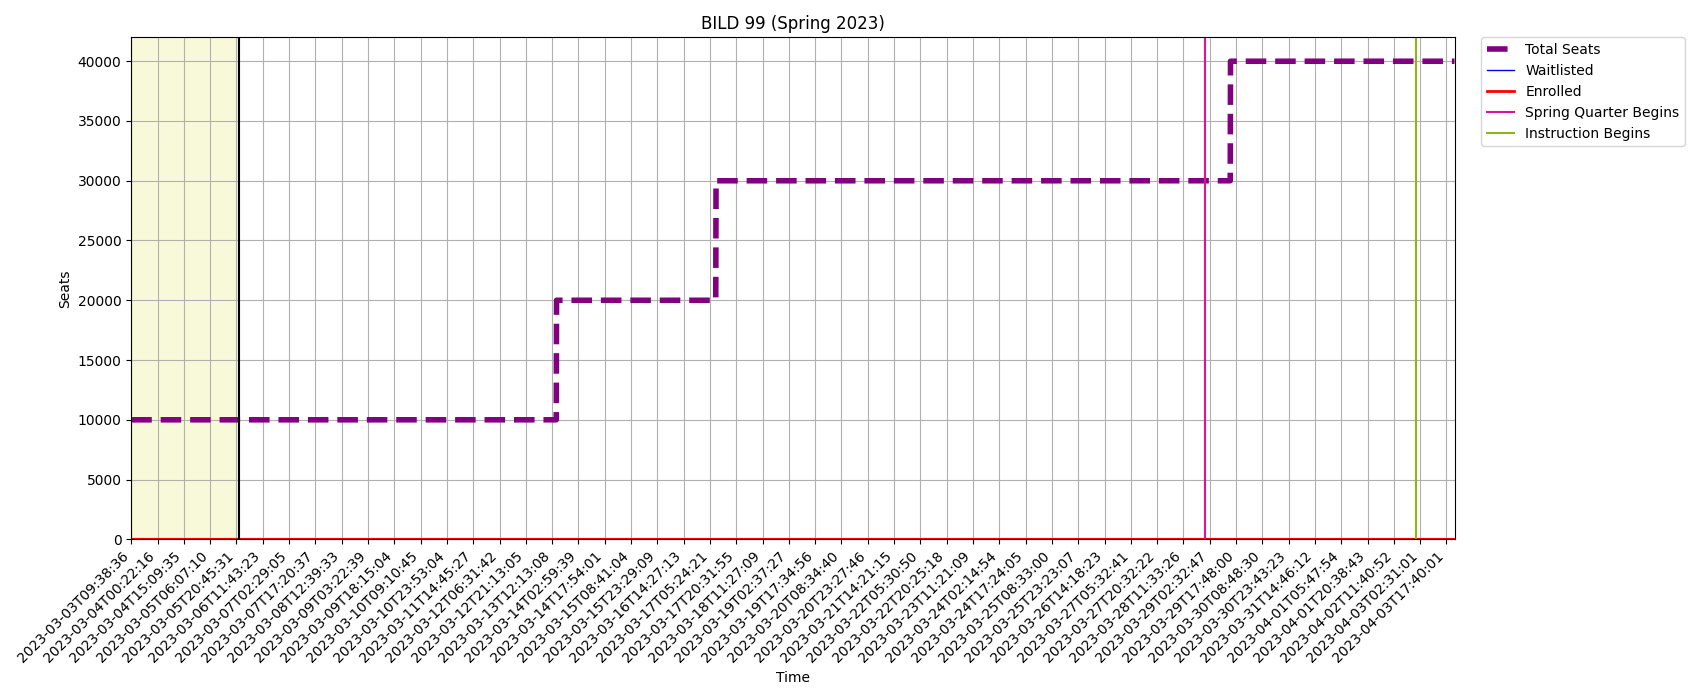 BILD 99 (Spring 2023)
Total Seats
Waitlisted
Enrolled
Spring Quarter Begins
Instruction Begins
Seats
40000
35000
30000
25000
20000
15000
10000
5000
0
2023-03-03T09:38:36
2023-03-04T00:22:16
2023-03-04T15:09:35
2023-03-05T06:07:10
2023-03-05T20:45:31
2023-03-06T11:43:23
2023-03-07T02:29:05
2023-03-07T17:20:37
2023-03-08T12:39:33
2023-03-09T03:22:39
2023-03-09T18:15:04
2023-03-10T09:10:45
2023-03-10T23:53:04
2023-03-11T14:45:27
2023-03-12T06:31:42
2023-03-12T21:13:05
2023-03-13T12:13:08
2023-03-14T02:59:39
2023-03-14T17:54:01
2023-03-15T08:41:04
2023-03-15T23:29:09
2023-03-16T14:27:13
2023-03-17T05:24:21
2023-03-17T20:31:55
2023-03-18T11:27:09
2023-03-19T02:37:27
2023-03-19T17:34:56
2023-03-20T08:34:40
2023-03-20T23:27:46
2023-03-21T14:21:15
2023-03-22T05:30:50
2023-03-22T20:25:18
2023-03-23T11:21:09
2023-03-24T02:14:54
2023-03-24T17:24:05
2023-03-25T08:33:00
2023-03-25T23:23:07
2023-03-26T14:18:23
2023-03-27T05:32:41
2023-03-27T20:32:22
2023-03-28T11:33:26
2023-03-29T02:32:47
2023-03-29T17:48:00
2023-03-30T08:48:30
2023-03-30T23:43:23
2023-03-31T14:46:12
2023-04-01T05:47:54
2023-04-01T20:38:43
2023-04-02T11:40:52
2023-04-03T02:31:01
2023-04-03T17:40:01
Time